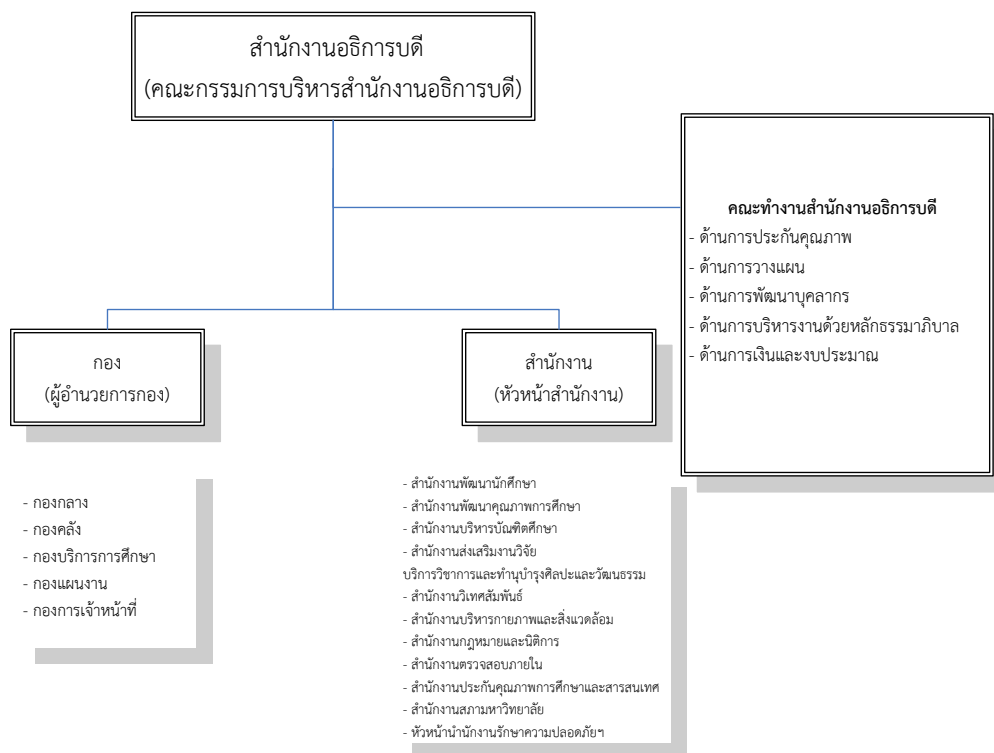 สำนักงานอธิการบดี
(คณะกรรมการบริหารสำนักงานอธิการบดี)
คณะทำงานสำนักงานอธิการบดี
- ด้านการประกันคุณภาพ
- ด้านการวางแผน
- ด้านการพัฒนาบุคลากร
- ด้านการบริหารงานด้วยหลักธรรมาภิบาล
- ด้านการเงินและงบประมาณ
กอง
(ผู้อำนวยการกอง)
สำนักงาน
(หัวหน้าสำนักงาน)
- กองกลาง
- กองคลัง
- กองบริการการศึกษา
- กองแผนงาน
- กองการเจ้าหน้าที่
- สำนักงานพัฒนานักศึกษา
- สำนักงานพัฒนาคุณภาพการศึกษา
- สำนักงานบริหารบัณฑิตศึกษา
- สำนักงานส่งเสริมงานวิจัย
บริการวิชาการและทำนุบำรุงศิลปะและวัฒนธรรม
- สำนักงานวิเทศสัมพันธ์
- สำนักงานบริหารกายภาพและสิ่งแวดล้อม
- สำนักงานกฎหมายและนิติการ
- สำนักงานตรวจสอบภายใน
- สำนักงานประกันคุณภาพการศึกษาและสารสนเทศ
- สำนักงานสภามหาวิทยาลัย
- หัวหน้านำนักงานรักษาความปลอดภัยฯ